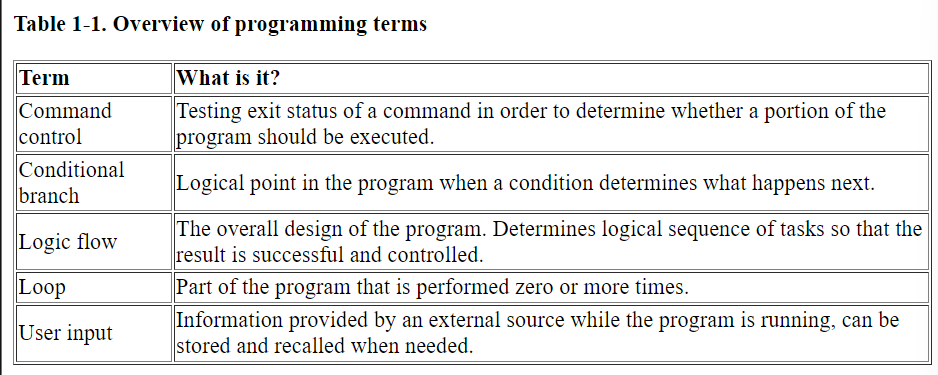 Table 1-1. Overview of programming terms
Term
What is it?
Command
control
Testing exit status of a command in order to determine whether a portion of the
program should be executed.
Conditional
branch
Logical point in the program when a condition determines what happens next.
Logic flow
The overall design of the program. Determines logical sequence of tasks so that the
result is successful and controlled.
Loop
Part of the program that is performed zero or more times.
User input
Information provided by an external source while the program is running, can be
stored and recalled when needed.